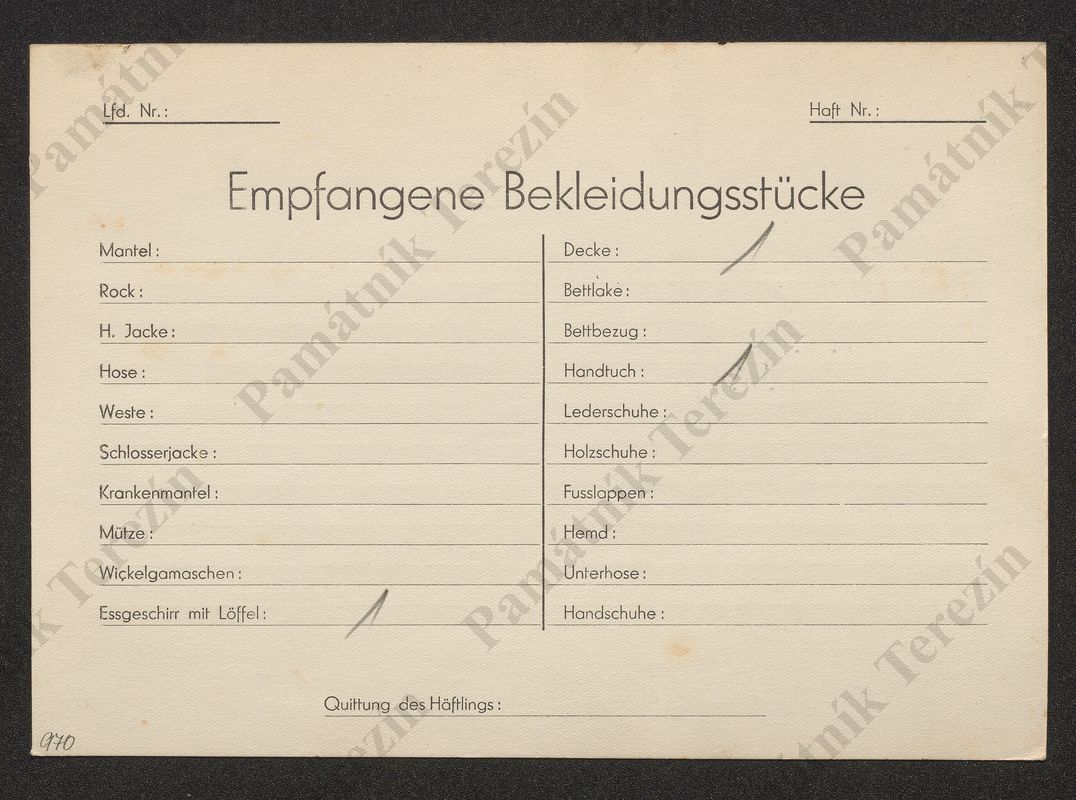 Lfd. Nr.:
Haft Nr.:
Empfangene Bekleidungsstücke
Mantel:
Rock:
H. Jacke:
Hose:
Weste:
Schlosserjacke:
Krankenmantel:
Mütze:
Wickelgamaschen:
Essgeschirr mit Löffel: 1
Decke: 1
Bettlake:
Bettbezug:
Handtuch: 1
Lederschuhe:
Holzschuhe:
Fusslappen:
Hemd:
Unterhose:
Handschuhe:
Quittung des Häftlings:
970
Památník Terezín